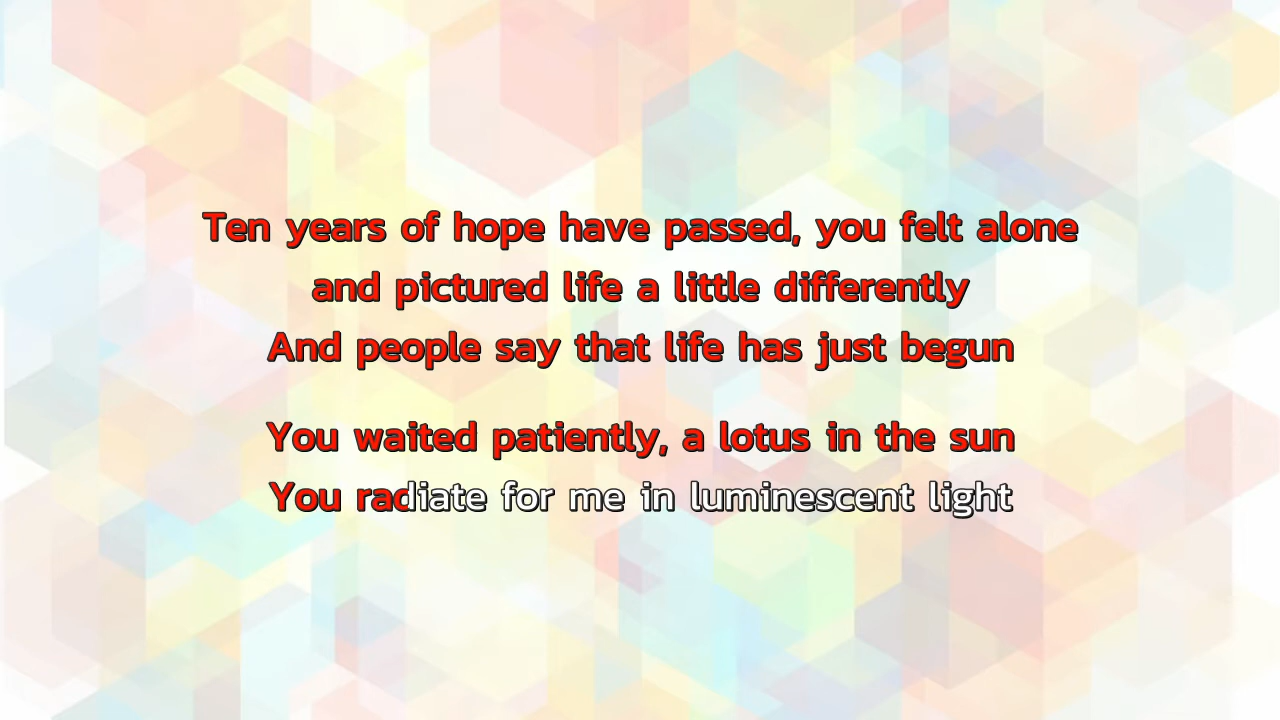 Ten years of hope have passed, you felt alone
and pictured life a little differently
And people say that life has just begun
You waited patiently, a lotus in the sun
You radiate for me in luminescent light